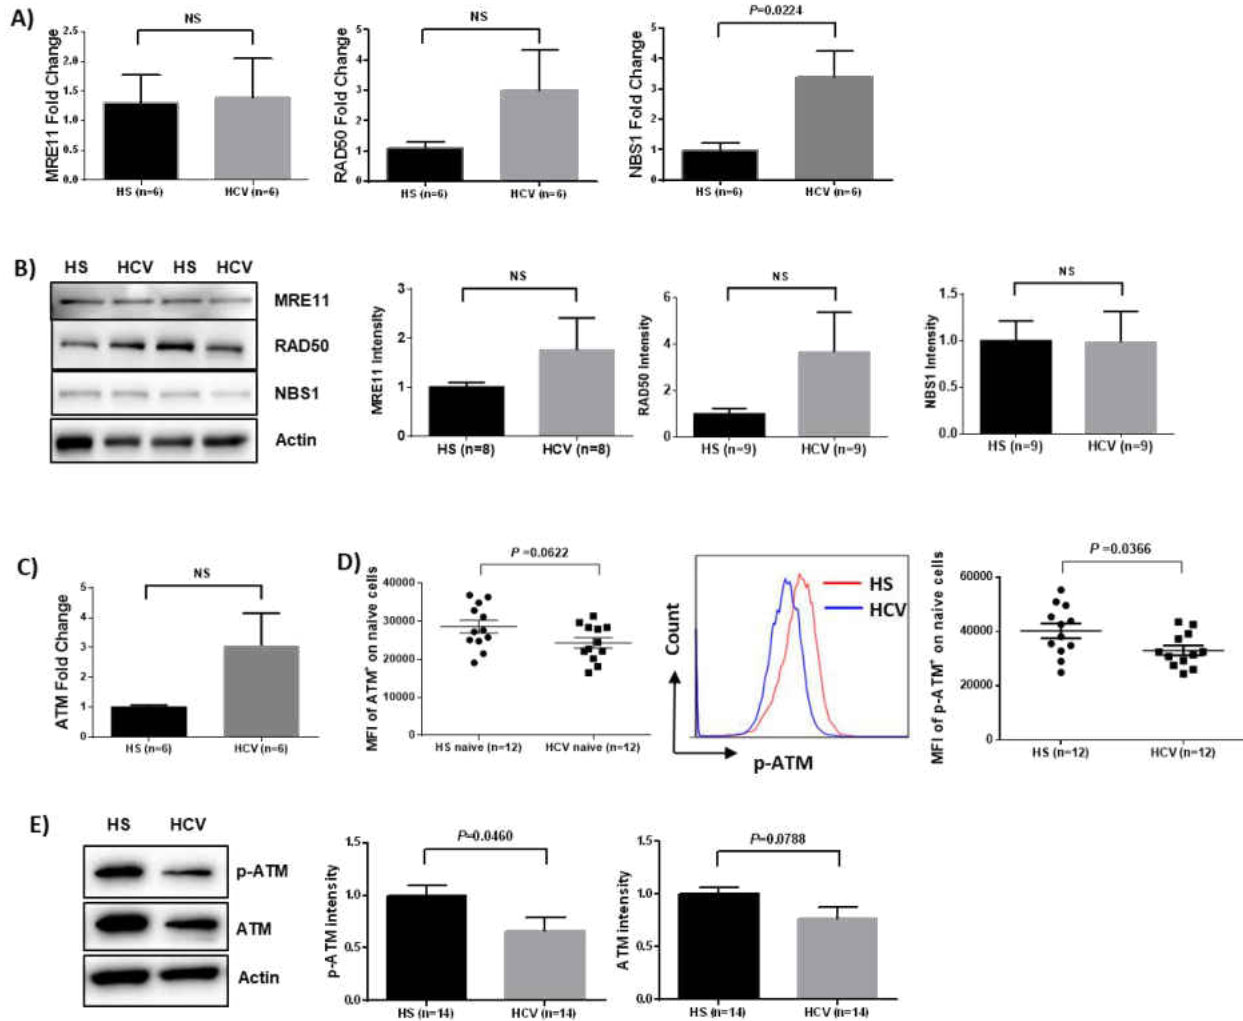 A)
MRE11 Fold Change
2.5
2.0
1.5
1.0
0.5
0.0
NS
HS (n=6)
HCV (n=6)
RAD50 Fold Change
5
4
3
2
1
0
NS
HS (n=6)
HCV (n=6)
NBS1 Fold Change
5
4
3
2
1
0
P=0.0224
HS (n=6)
HCV (n=6)
B)
HS HCV HS HCV
MRE11
RAD50
NBS1
Actin
MRE11 Intensity
3
2
1
0
NS
HS (n=8)
HCV (n=8)
RAD50 Intensity
6
4
2
0
NS
HS (n=9)
HCV (n=9)
NBS1 Intensity
1.5
1.0
0.5
0.0
NS
HS (n=9)
HCV (n=9)
C)
ATM Fold Change
5
4
3
2
1
0
NS
HS (n=6)
HCV (n=6)
D)
MFI of ATM+ on naive cells
40000
30000
20000
10000
0
P =0.0622
HS naive (n=12)
HCV naive (n=12)
HS
HCV
Count
p-ATM
MFI of p-ATM+ on naive cells
60000
40000
20000
0
P =0.0366
HS (n=12)
HCV (n=12)
E)
HS HCV
p-ATM
ATM
Actin
p-ATM intensity
1.5
1.0
0.5
0.0
P=0.0460
HS (n=14)
HCV (n=14)
ATM intensity
1.5
1.0
0.5
0.0
P=0.0788
HS (n=14)
HCV (n=14)